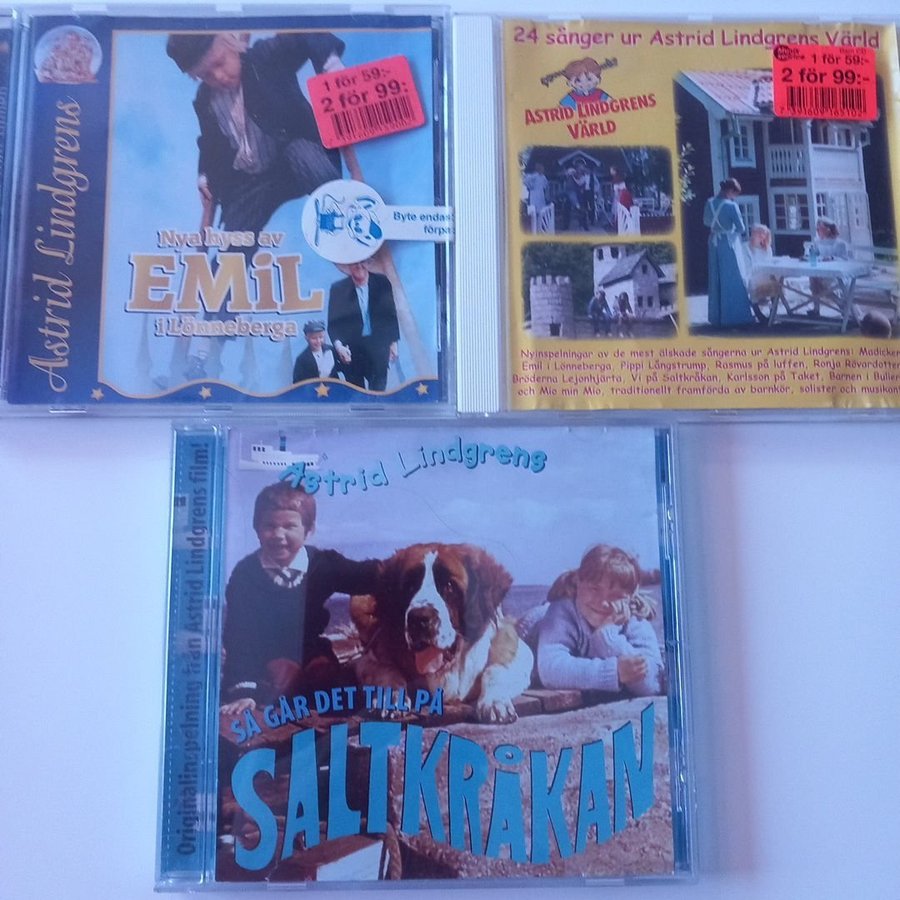 Astrid Lindgrens
1 för 59:-
2 för 99:-
Byte endast
förpa
Nya hyss av
EMiL
i Lönneberga
24 sånger ur Astrid Lindgrens Värld
1 för 59:-
2 för 99:-
ASTRID LINDGRENS
VÄRLD
Nyinspelningar av de mest älskade sångerna ur Astrid Lindgrens: Madicken
Emil i Lönneberga, Pippi Långstrump, Rasmus på luffen, Ronja Rövardotter
Bröderna Lejonhjärta, Vi på Saltkråkan, Karlsson på Taket, Barnen i Buller
och Mio min Mio, traditionellt framförda av barnkör, solister och musikant
Originalinspelning från Astrid Lindgrens film!
Astrid Lindgrens
SÅ GÅR DET TILL PÅ
SALTKRÅKAN